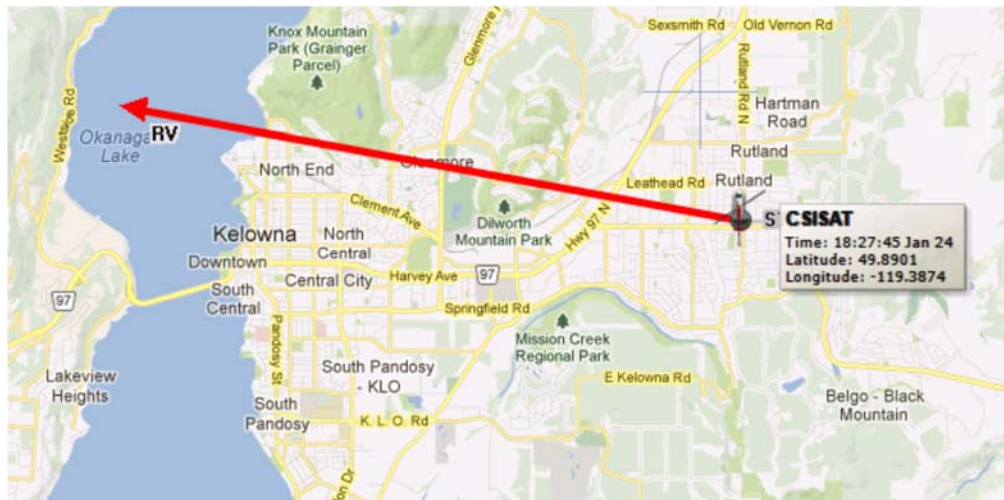 Sexsmith Rd
Old Vernon Rd
Knox Mountain
Park (Grainger
Parcel)
Glenmore
Rutland Rd N
Westside Rd
Hartman
Road
RV
Okanaga
Lake
Rutland
North End
Glenmore
Leathead Rd
Rutland
Clement Ave
CSISAT
Dilworth
Mountain Park
Hwy 97 N
Time: 18:27:45 Jan 24
Latitude: 49.8901
Longitude: -119.3874
Kelowna
North
Central
Downtown
Central City
Harvey Ave
97
97
South
Central
Springfield Rd
Pandosy St
Mission Creek
Regional Park
South Pandosy
- KLO
E Kelowna Rd
Lakeview
Heights
Belgo - Black
Mountain
South
Pandosy
K. L. O. Rd